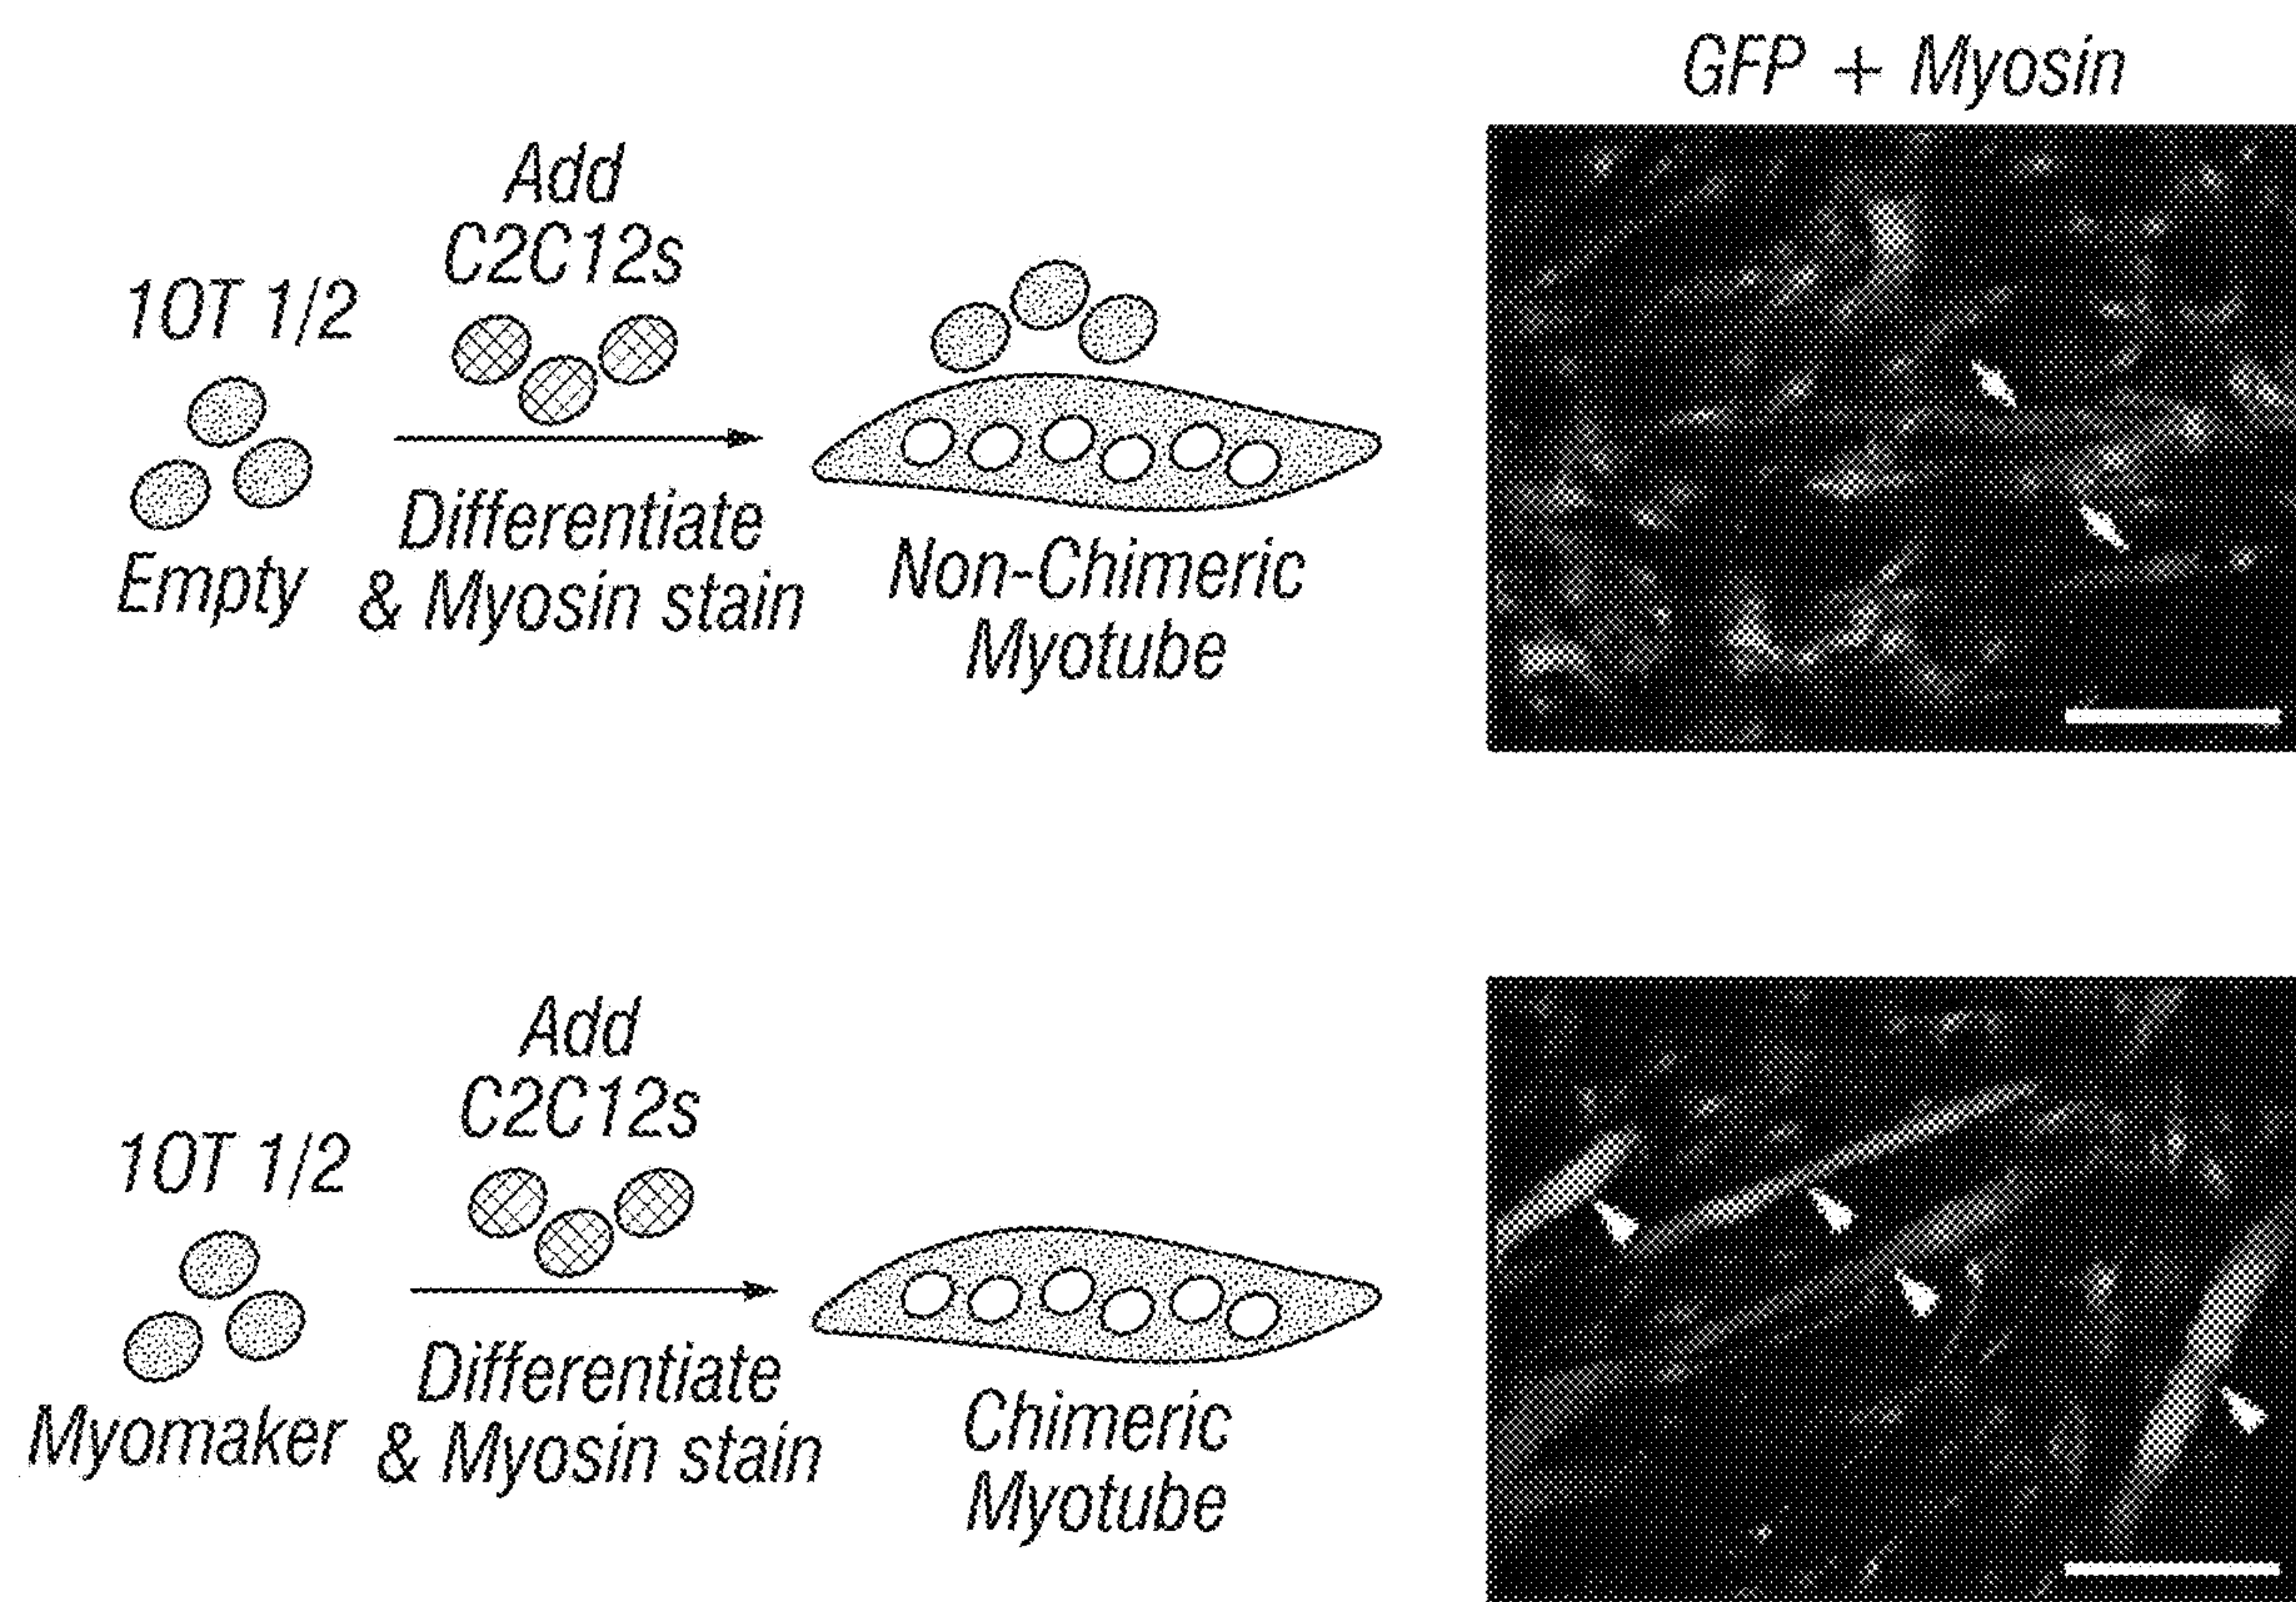 GFP + Myosin
Add
C2C12s
10T 1/2
Empty
Differentiate
& Myosin stain
Non-Chimeric
Myotube
Add
C2C12s
10T 1/2
Myomaker
Differentiate
& Myosin stain
Chimeric
Myotube